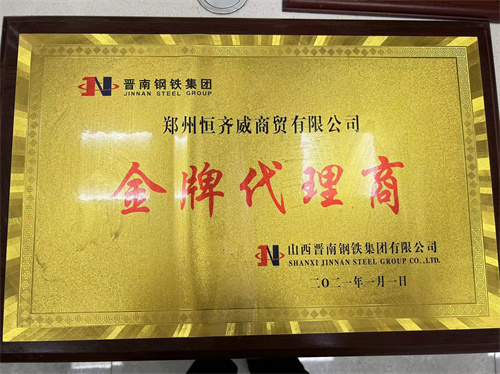 晋南钢铁集团
JINNAN STEEL GROUP
郑州恒齐威商贸有限公司
金牌代理商
山西晋南钢铁集团有限公司
SHANXI JINNAN STEEL GROUP CO.,LTD.
二〇二一年一月一日